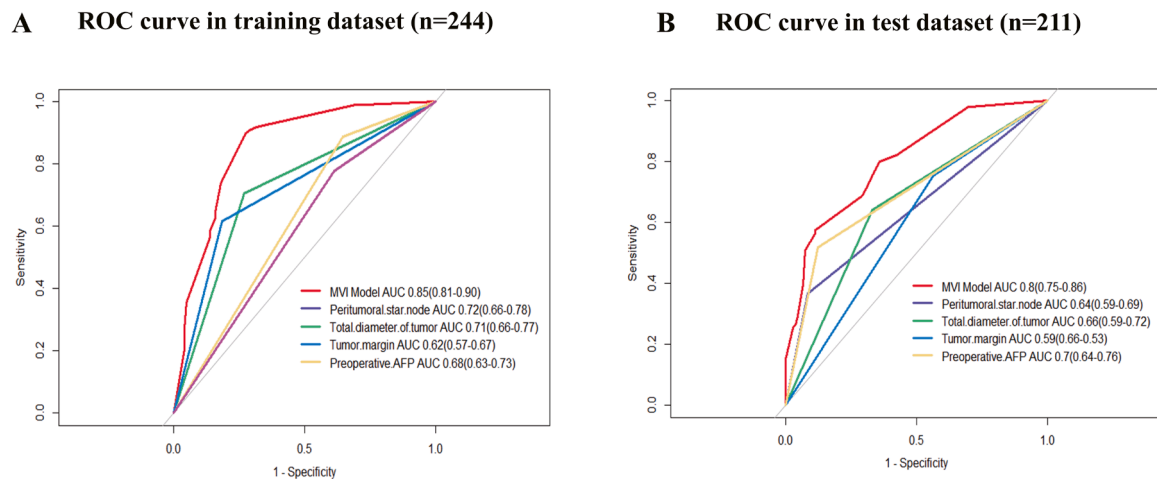 A ROC curve in training dataset (n=244)
Sensitivity
1.0
0.8
0.6
0.4
0.2
0.0
MVI Model AUC 0.85(0.81-0.90)
Peritumoral.star.node AUC 0.72(0.66-0.78)
Total.diameter.of.tumor AUC 0.71(0.66-0.77)
Tumor.margin AUC 0.62(0.57-0.67)
Preoperative.AFP AUC 0.68(0.63-0.73)
0.0 0.5 1.0
1 - Specificity
B ROC curve in test dataset (n=211)
Sensitivity
1.0
0.8
0.6
0.4
0.2
0.0
MVI Model AUC 0.8(0.75-0.86)
Peritumoral.star.node AUC 0.64(0.59-0.69)
Total.diameter.of.tumor AUC 0.66(0.59-0.72)
Tumor.margin AUC 0.59(0.66-0.53)
Preoperative.AFP AUC 0.7(0.64-0.76)
0.0 0.5 1.0
1 - Specificity